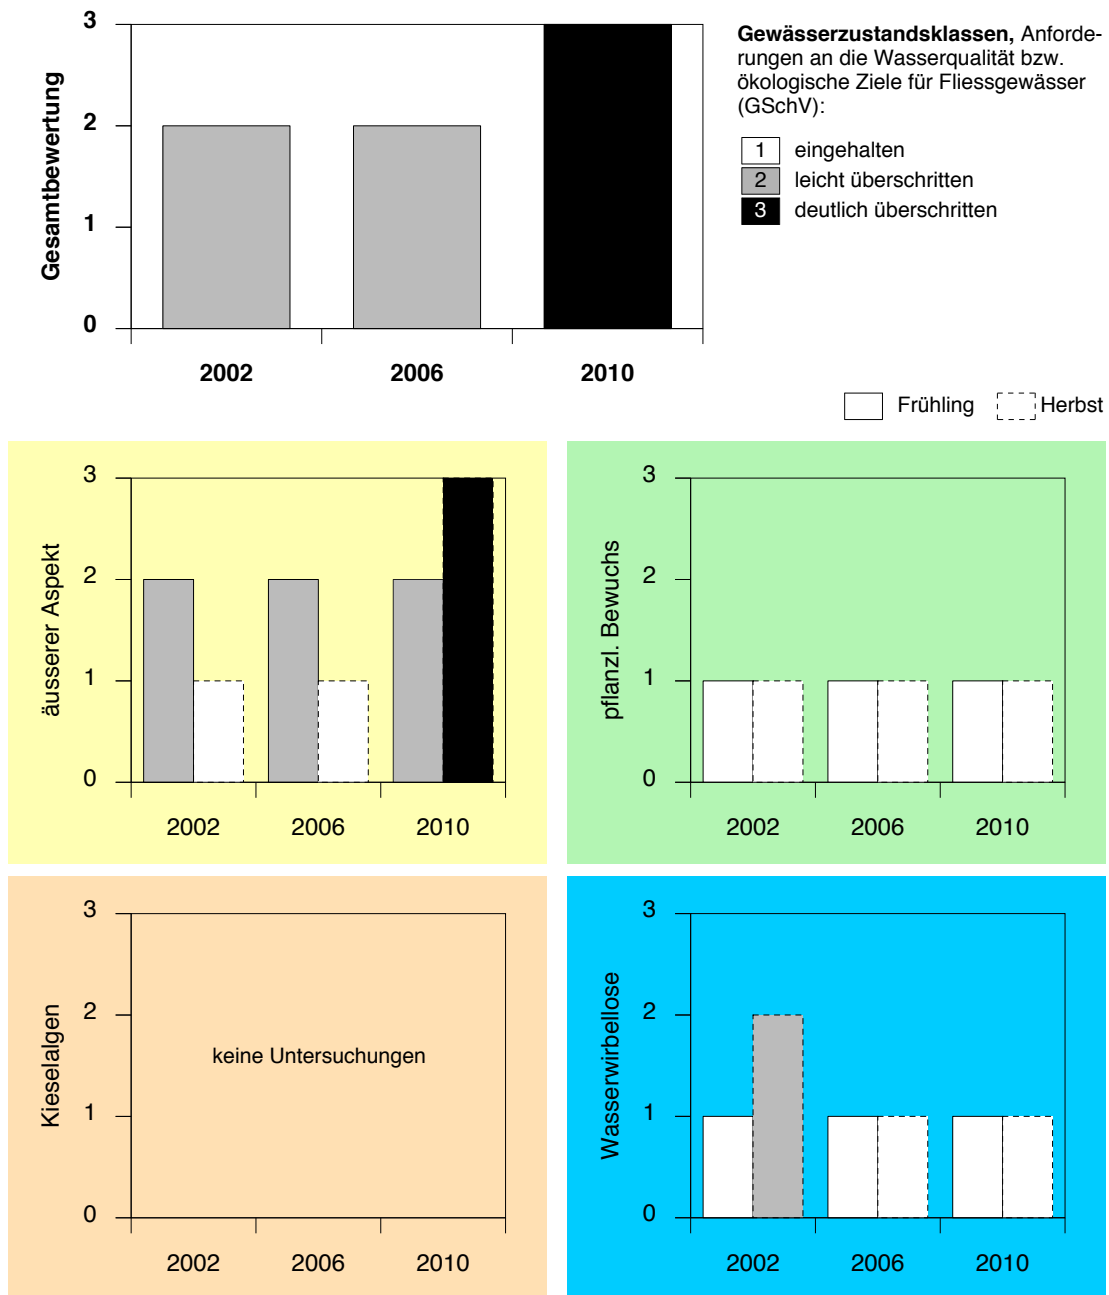 Gesamtbewertung
3
2
1
0
2002 2006 2010
Gewässerzustandsklassen, Anforde-
rungen an die Wasserqualität bzw.
ökologische Ziele für Fliessgewässer
(GSchV):
1 eingehalten
2 leicht überschritten
3 deutlich überschritten
Frühling Herbst
äusserer Aspekt
3
2
1
0
2002 2006 2010
pflanzl. Bewuchs
3
2
1
0
2002 2006 2010
Kieselalgen
3
2
1
0
keine Untersuchungen
2002 2006 2010
Wasserwirbellose
3
2
1
0
2002 2006 2010